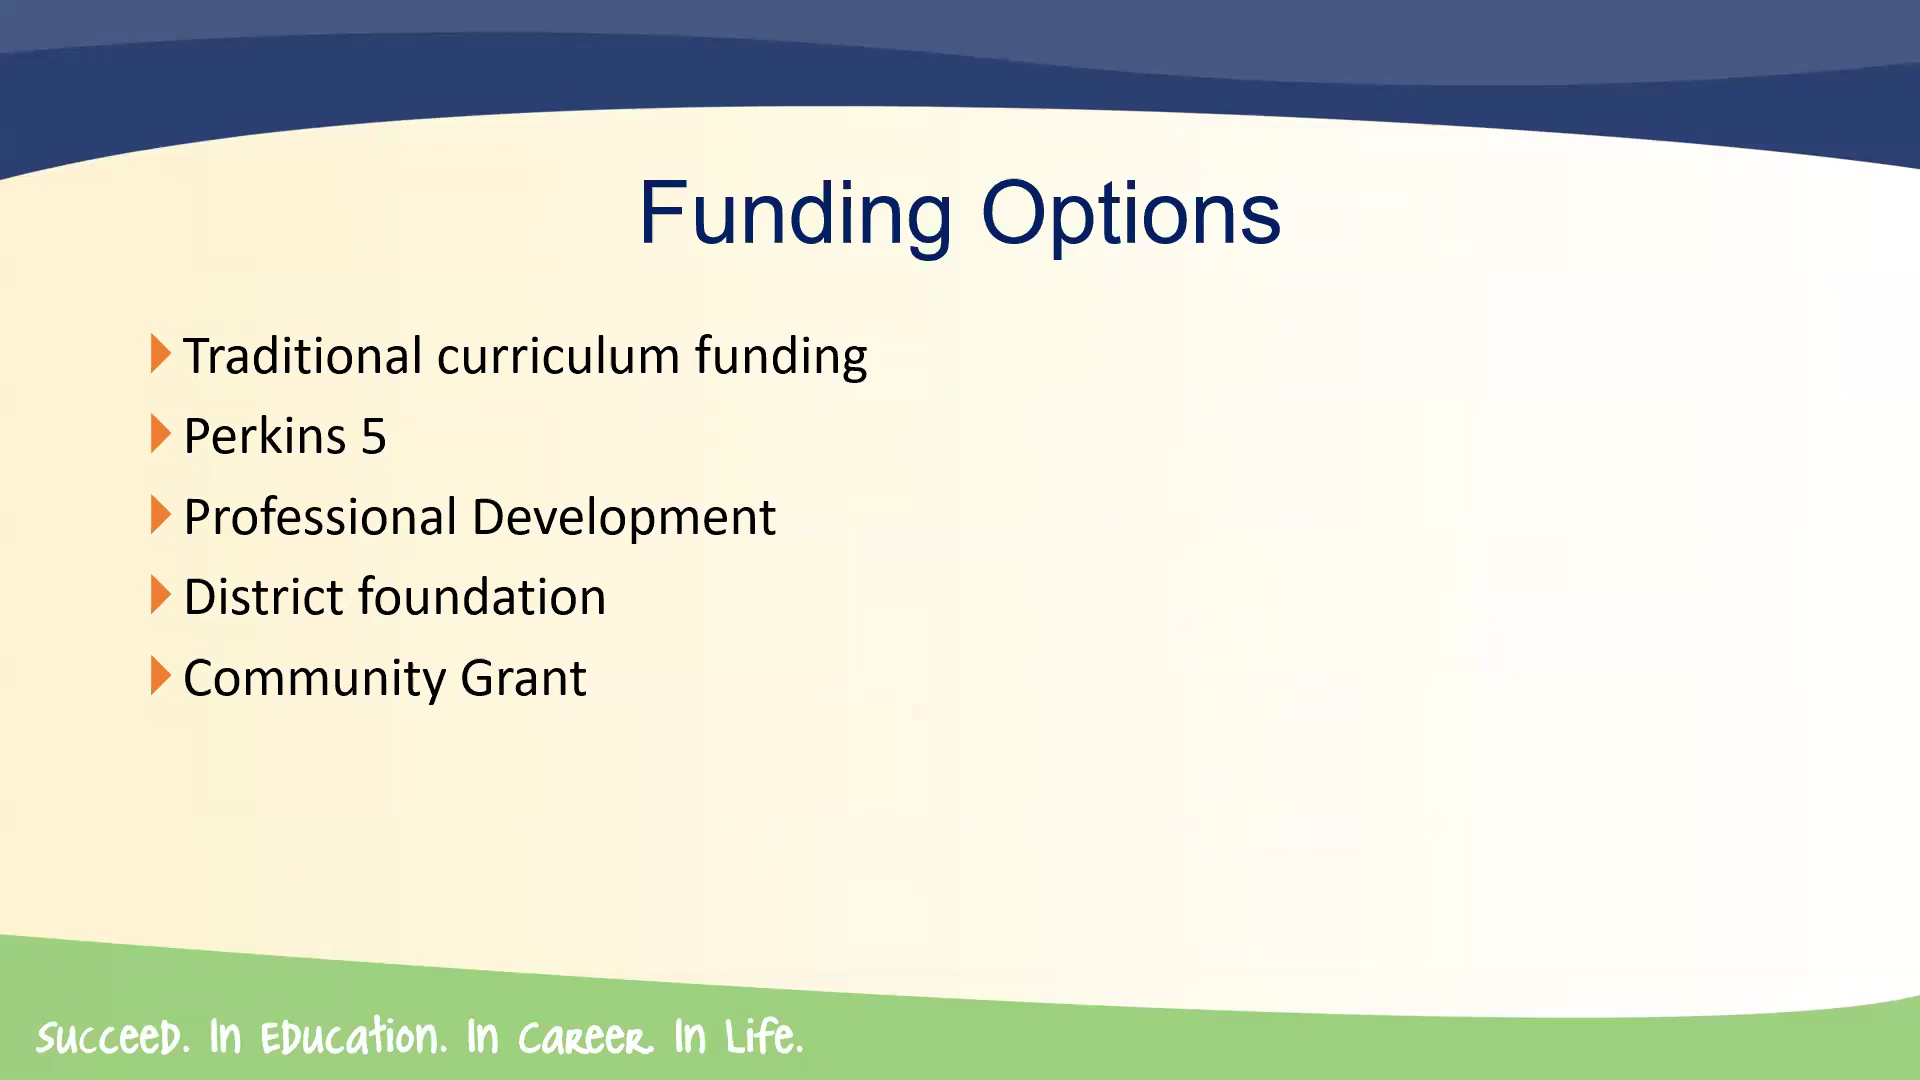 Funding Options
Traditional curriculum funding
Perkins 5
Professional Development
District foundation
Community Grant
Succeed. In Education. In Career. In Life.